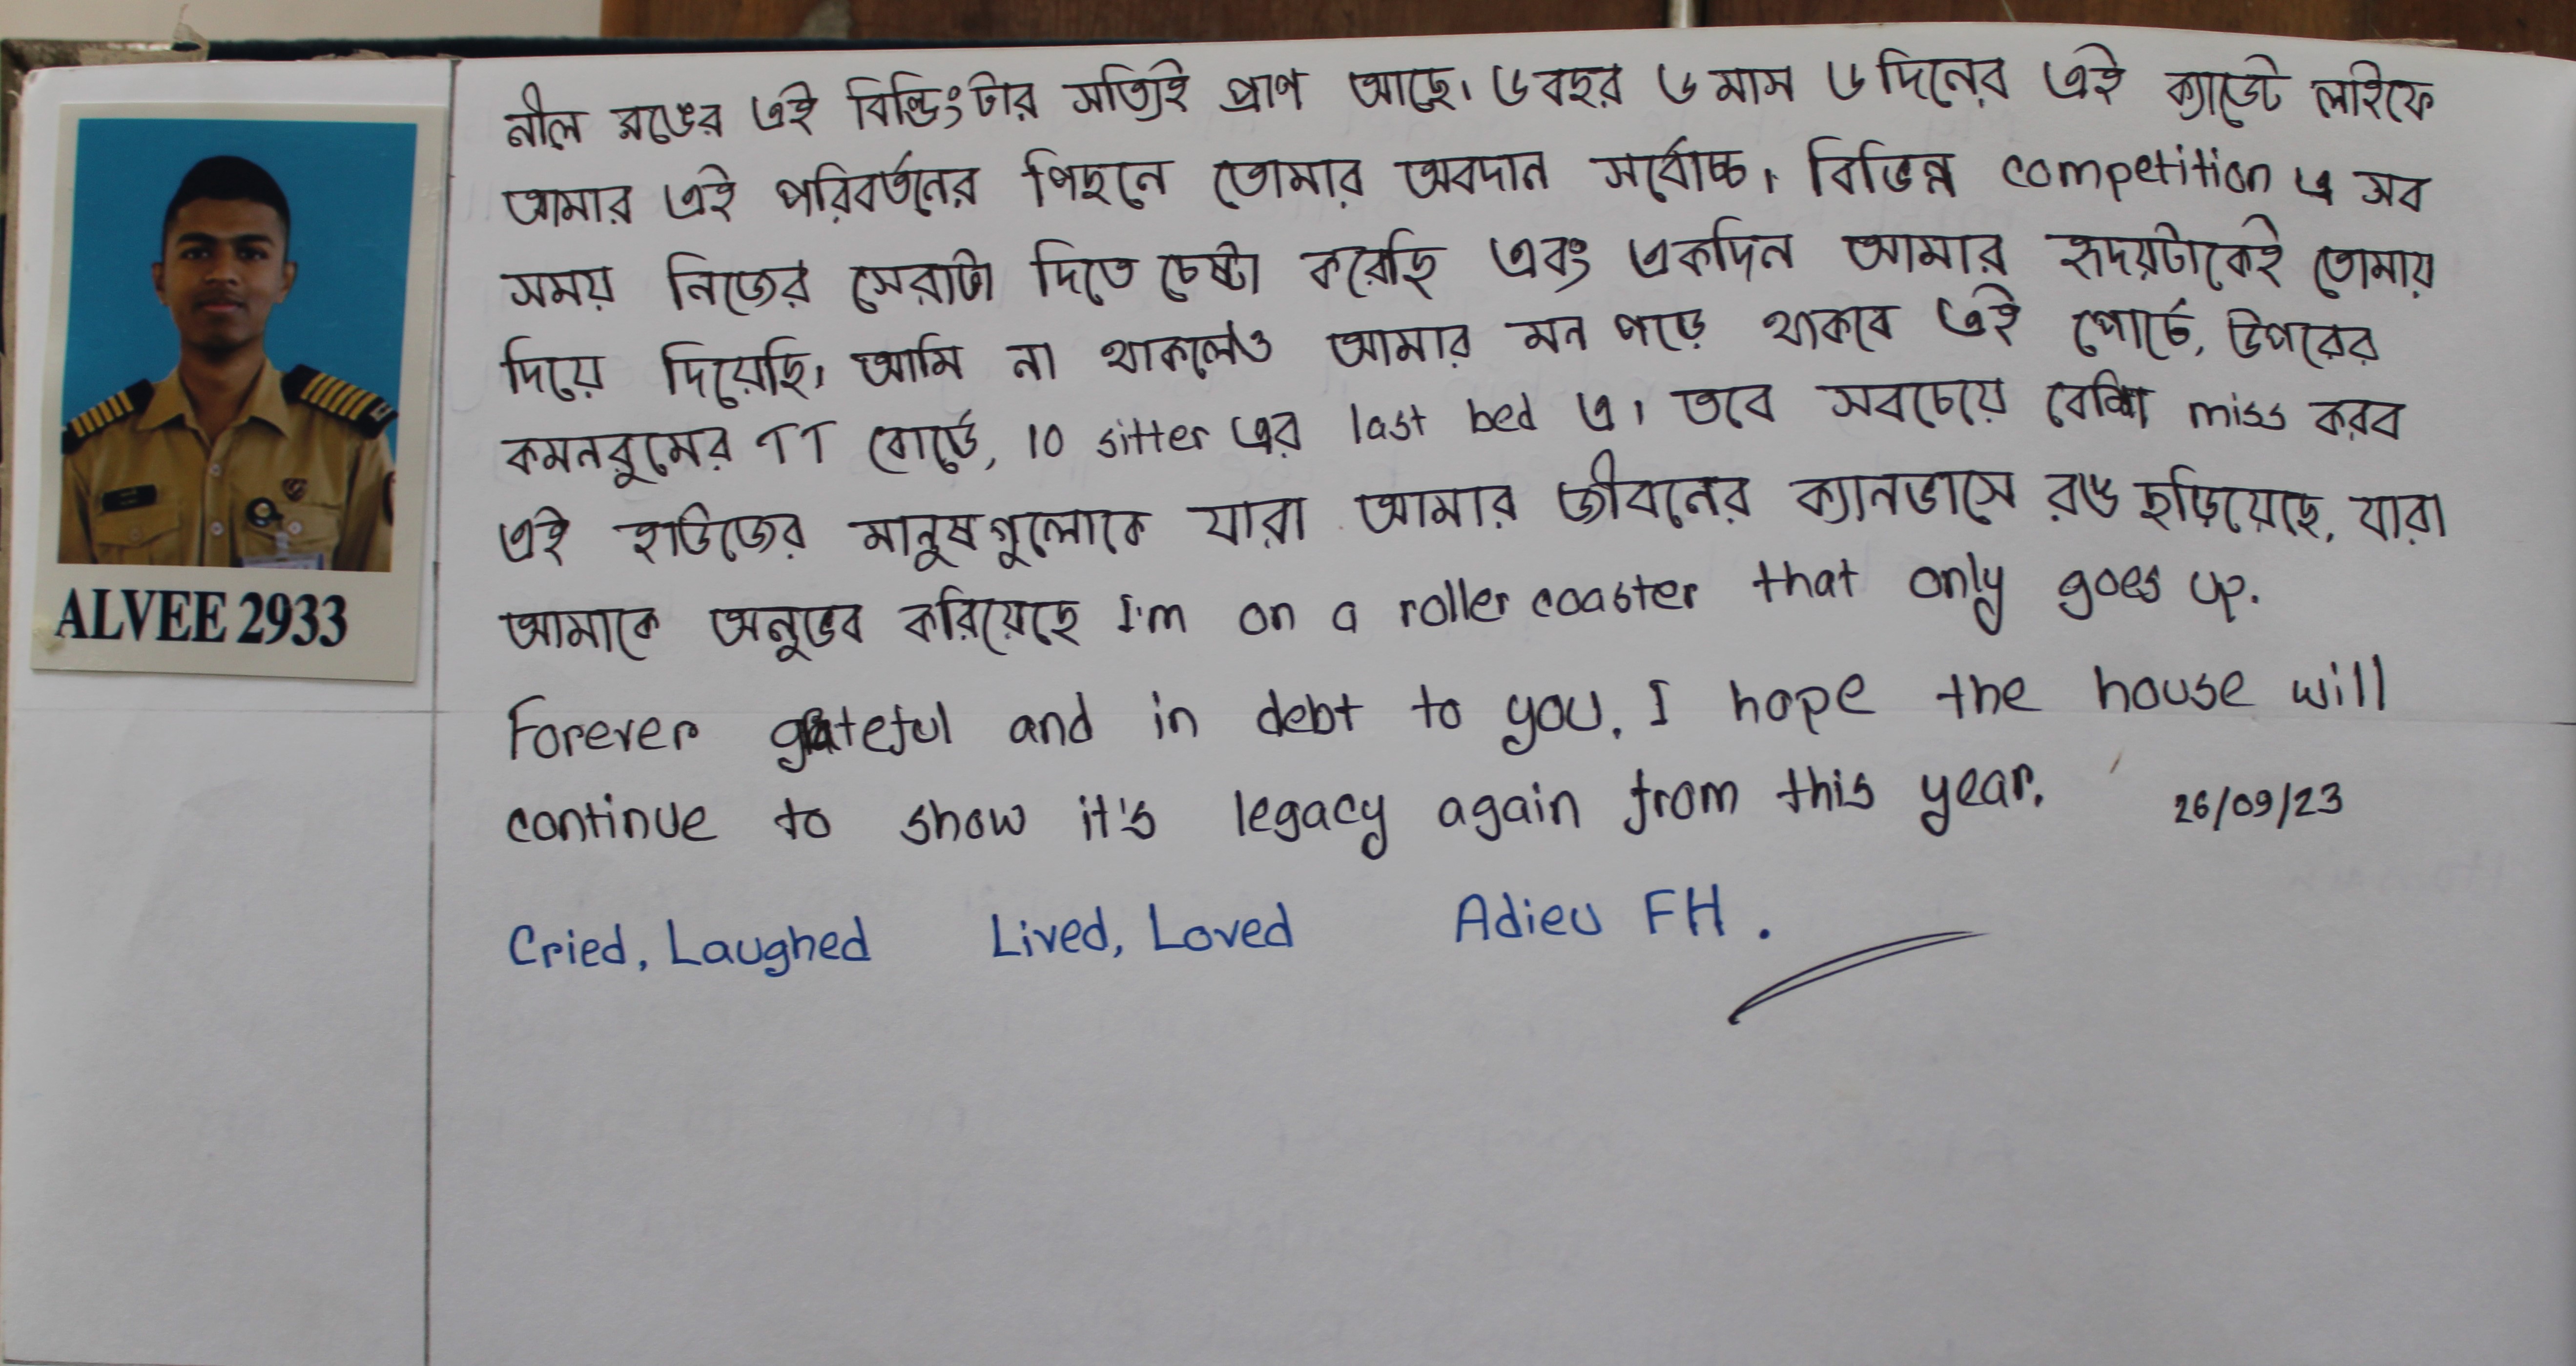 নীল রঙের এই বিল্ডিংটার সত্যিই প্রাণ আছে। ৬ বছর ৬ মাস ৬ দিনের এই ক্যাডেট লাইফে
আমার এই পরিবর্তনের পিছনে তোমার অবদান সর্বোচ্চ। বিভিন্ন competition এ সব
সময় নিজের সেরাটা দিতে চেষ্টা করেছি এবং একদিন আমার হৃদয়টাকেই তোমায়
দিয়ে দিয়েছি। আমি না থাকলেও আমার মন পড়ে থাকবে এই পোর্চে, উপরের
কমনরুমের TT বোর্ডে, 10 sitter এর last bed এ। তবে সবচেয়ে বেশি miss করব
এই হাউজের মানুষগুলোকে যারা আমার জীবনের ক্যানভাসে রঙ ছড়িয়েছে, যারা
আমাকে অনুভব করিয়েছে I'm on a roller coaster that only goes up.
Forever grateful and in debt to you. I hope the house will
continue to show it's legacy again from this year. 26/09/23
Cried, Laughed Lived, Loved Adieu FH.
ALVEE 2933